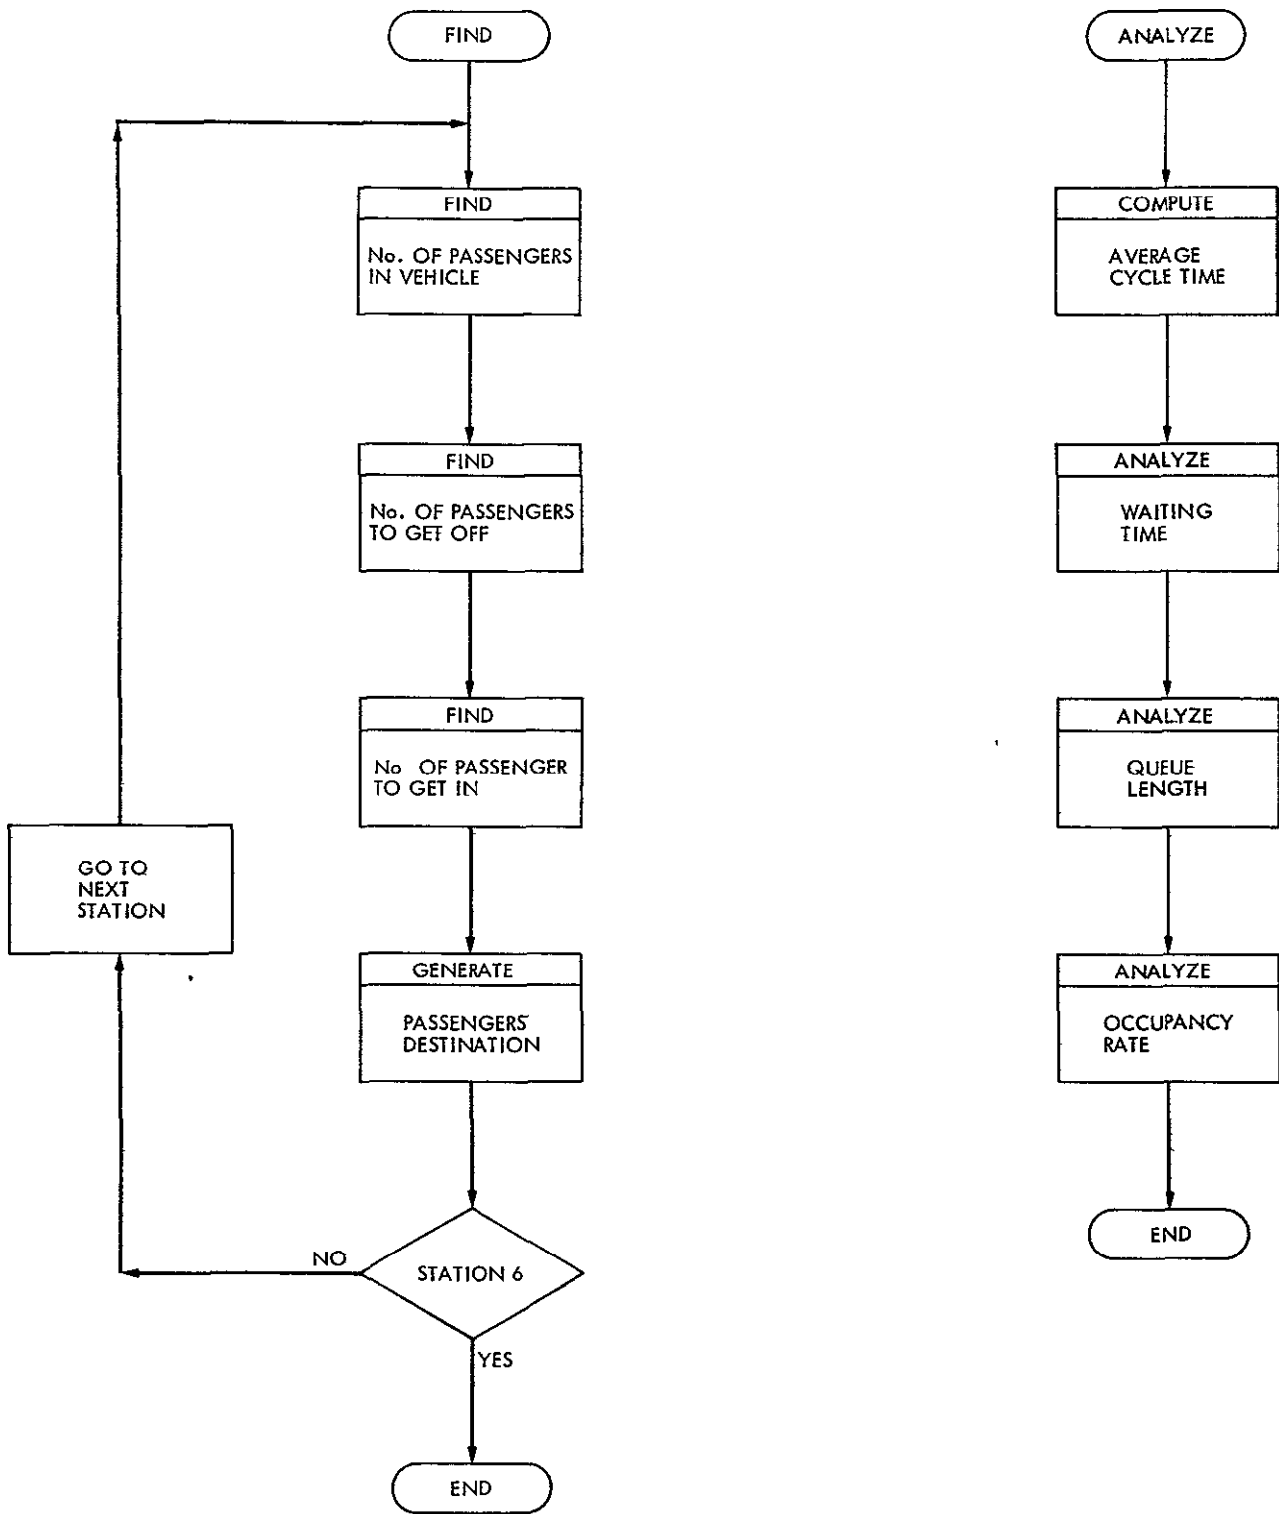 FIND
FIND
No. OF PASSENGERS
IN VEHICLE
FIND
No. OF PASSENGERS
TO GET OFF
FIND
No OF PASSENGER
TO GET IN
GO TO
NEXT
STATION
GENERATE
PASSENGERS
DESTINATION
STATION 6
NO
YES
END
ANALYZE
COMPUTE
AVERAGE
CYCLE TIME
ANALYZE
WAITING
TIME
ANALYZE
QUEUE
LENGTH
ANALYZE
OCCUPANCY
RATE
END